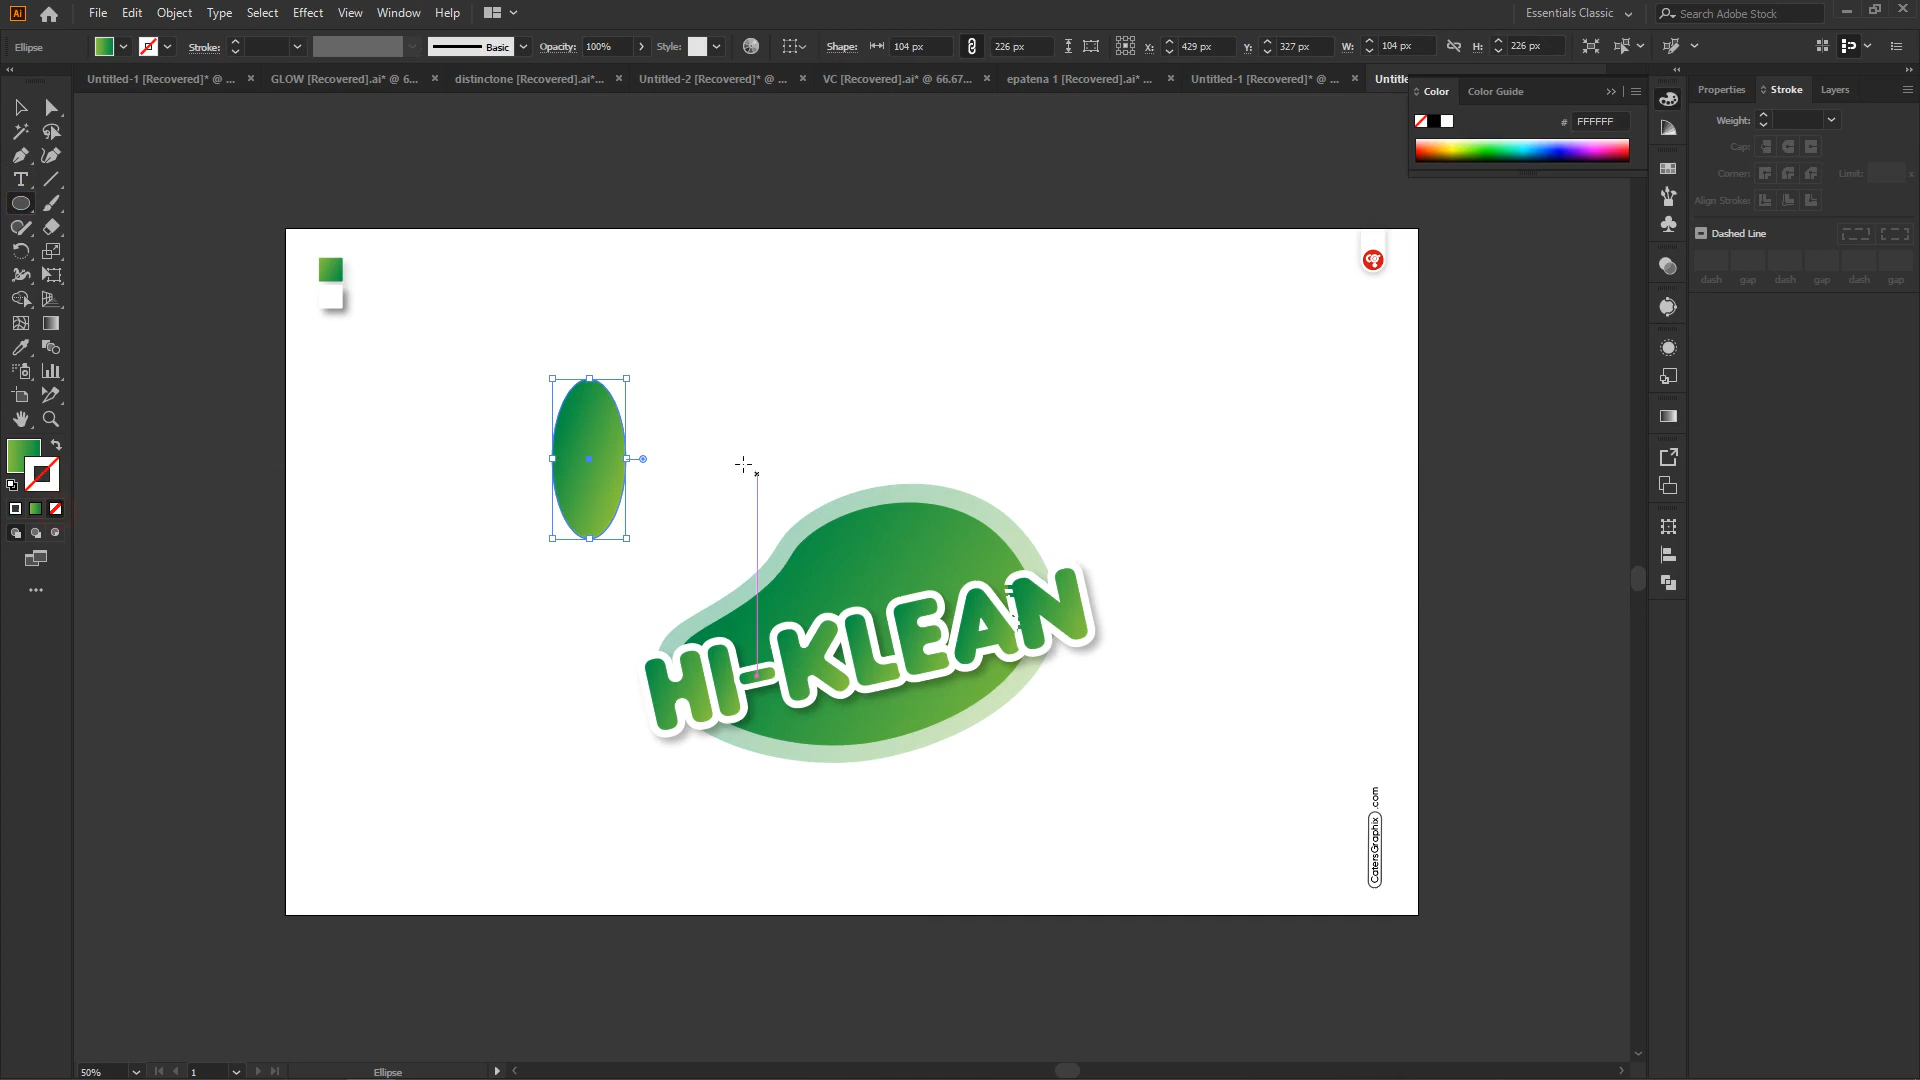 Ai File Edit Object Type Select Effect View Window Help Essentials Classic Search Adobe Stock
Ellipse Stroke: Basic Opacity: 100% Style: Shape: 104 px 226 px X: 429 px Y: 327 px W: 104 px H: 226 px
Untitled-1 [Recovered]* @ ... GLOW [Recovered].ai* @ 6... distinctone [Recovered].ai*... Untitled-2 [Recovered]* @ ... VC [Recovered].ai* @ 66.67... epatena 1 [Recovered].ai* ... Untitled-1 [Recovered]* @ ... Untitle
Color Color Guide
# FFFFFF
Properties Stroke Layers
Weight:
Cap:
Corner: Limit: x
Align Stroke:
Dashed Line
dash gap dash gap dash gap
HI-KLEAN
CatersGraphix .com
50% 1 Ellipse